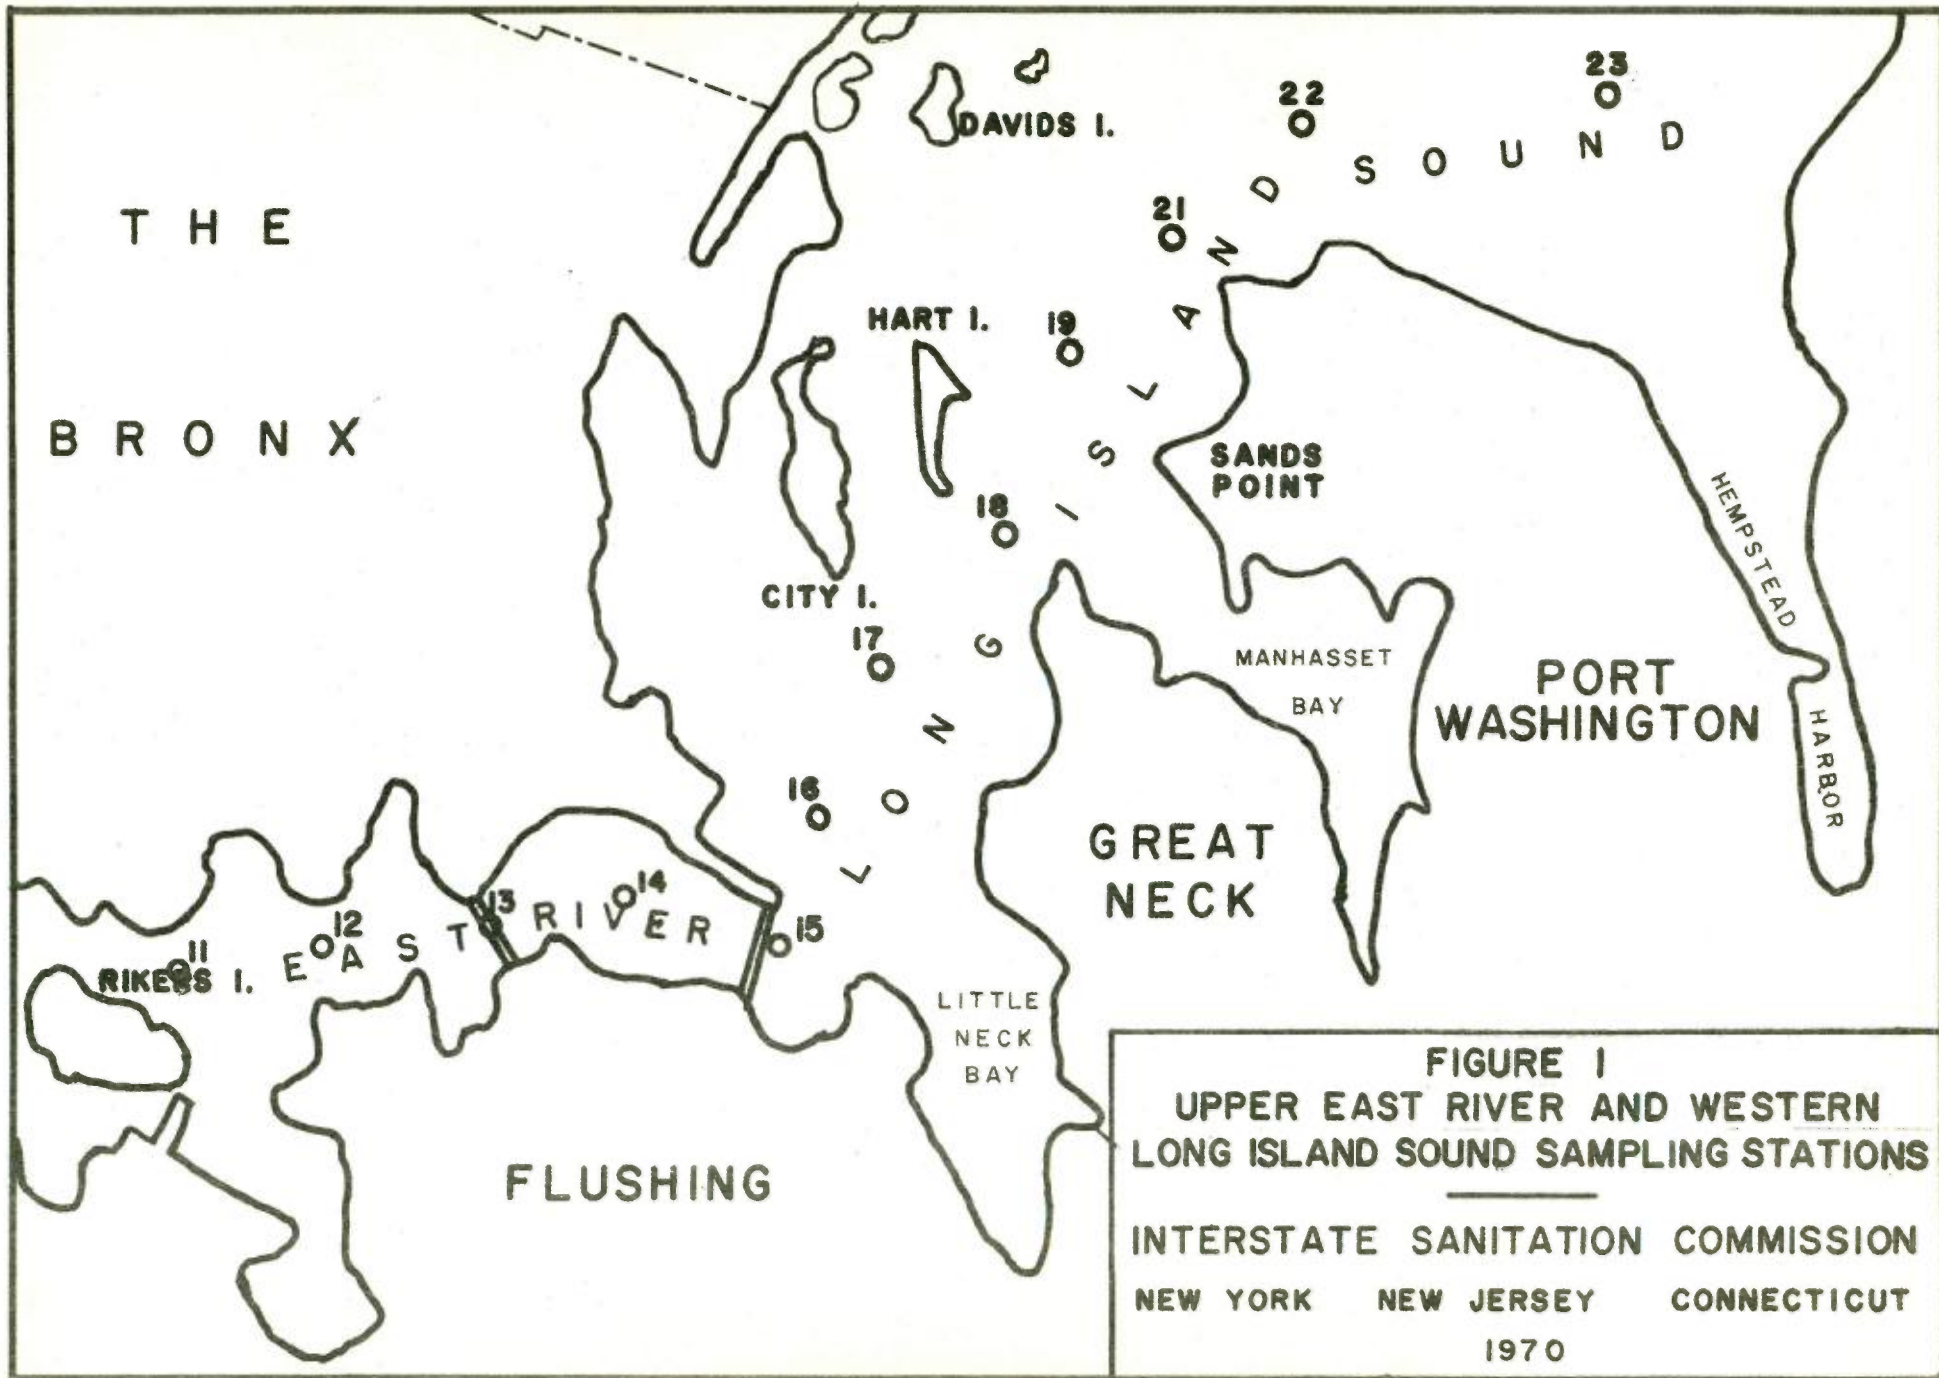 23
22
DAVIDS I.
LONG ISLAND SOUND
21
THE
BRONX
HART I.
19
SANDS
POINT
18
HEMPSTEAD
HARBOR
CITY I.
17
MANHASSET
BAY
PORT
WASHINGTON
16
GREAT
NECK
14
13
EAST RIVER
12
15
11
RIKERS I.
LITTLE
NECK
BAY
FLUSHING
FIGURE 1
UPPER EAST RIVER AND WESTERN
LONG ISLAND SOUND SAMPLING STATIONS
INTERSTATE SANITATION COMMISSION
NEW YORK NEW JERSEY CONNECTICUT
1970